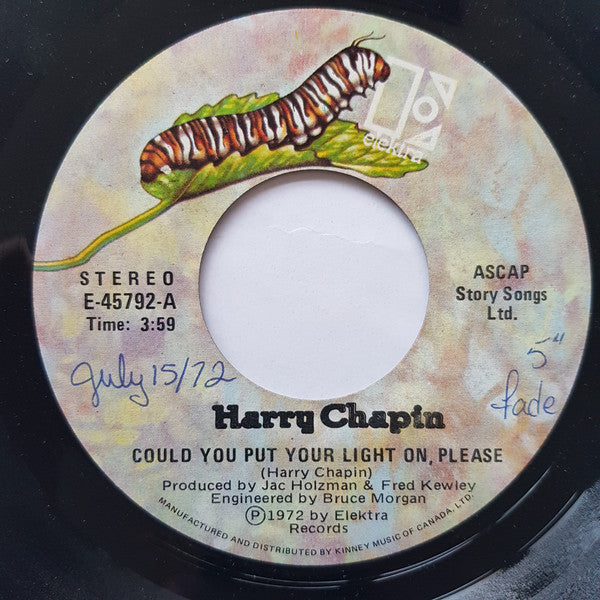 elektra
STEREO
E-45792-A
Time: 3:59
ASCAP
Story Songs
Ltd.
July 15/72
5"
fade
Harry Chapin
COULD YOU PUT YOUR LIGHT ON, PLEASE
(Harry Chapin)
Produced by Jac Holzman & Fred Kewley
Engineered by Bruce Morgan
Ⓟ1972 by Elektra
Records
MANUFACTURED AND DISTRIBUTED BY KINNEY MUSIC OF CANADA, LTD.